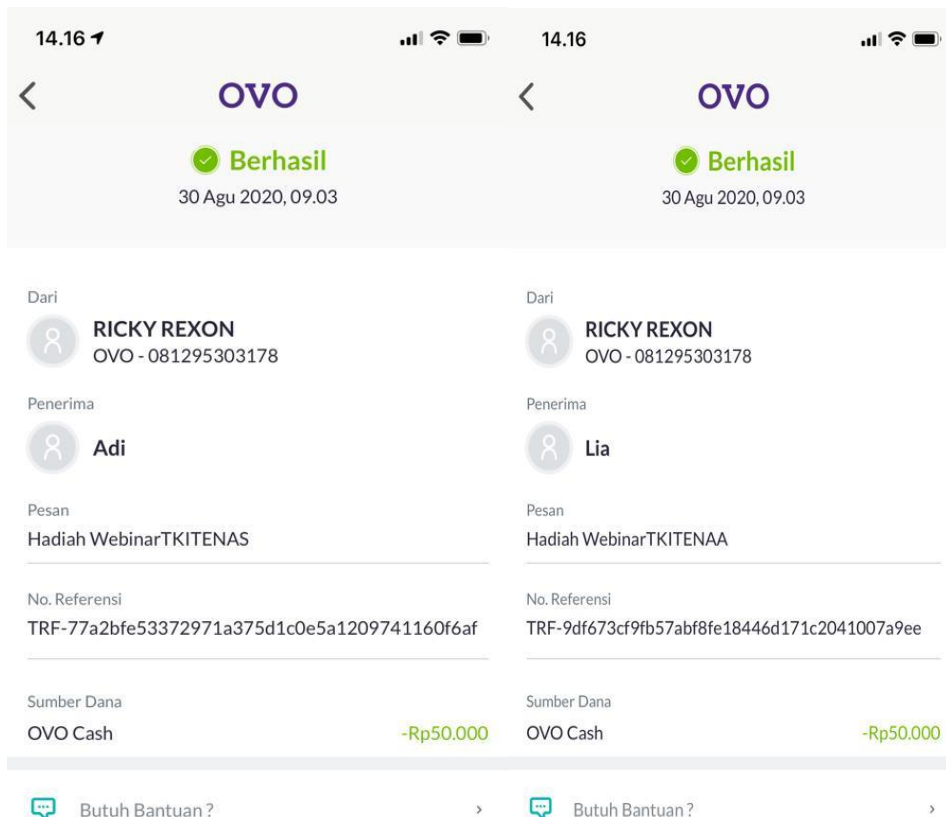 14.16
OVO
Berhasil
30 Agu 2020, 09.03
Dari
RICKY REXON
OVO - 081295303178
Penerima
Adi
Pesan
Hadiah WebinarTKITENAS
No. Referensi
TRF-77a2bfe53372971a375d1c0e5a1209741160f6af
Sumber Dana
OVO Cash -Rp50.000
Butuh Bantuan ?
14.16
OVO
Berhasil
30 Agu 2020, 09.03
Dari
RICKY REXON
OVO - 081295303178
Penerima
Lia
Pesan
Hadiah WebinarTKITENAA
No. Referensi
TRF-9df673cf9fb57abf8fe18446d171c2041007a9ee
Sumber Dana
OVO Cash -Rp50.000
Butuh Bantuan ?